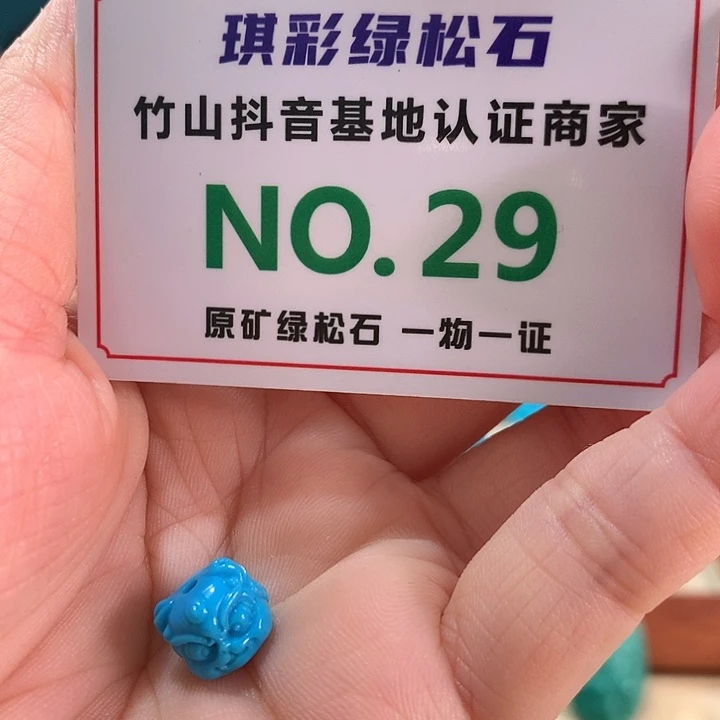 琪彩绿松石
竹山抖音基地认证商家
NO.29
原矿绿松石 一物一证